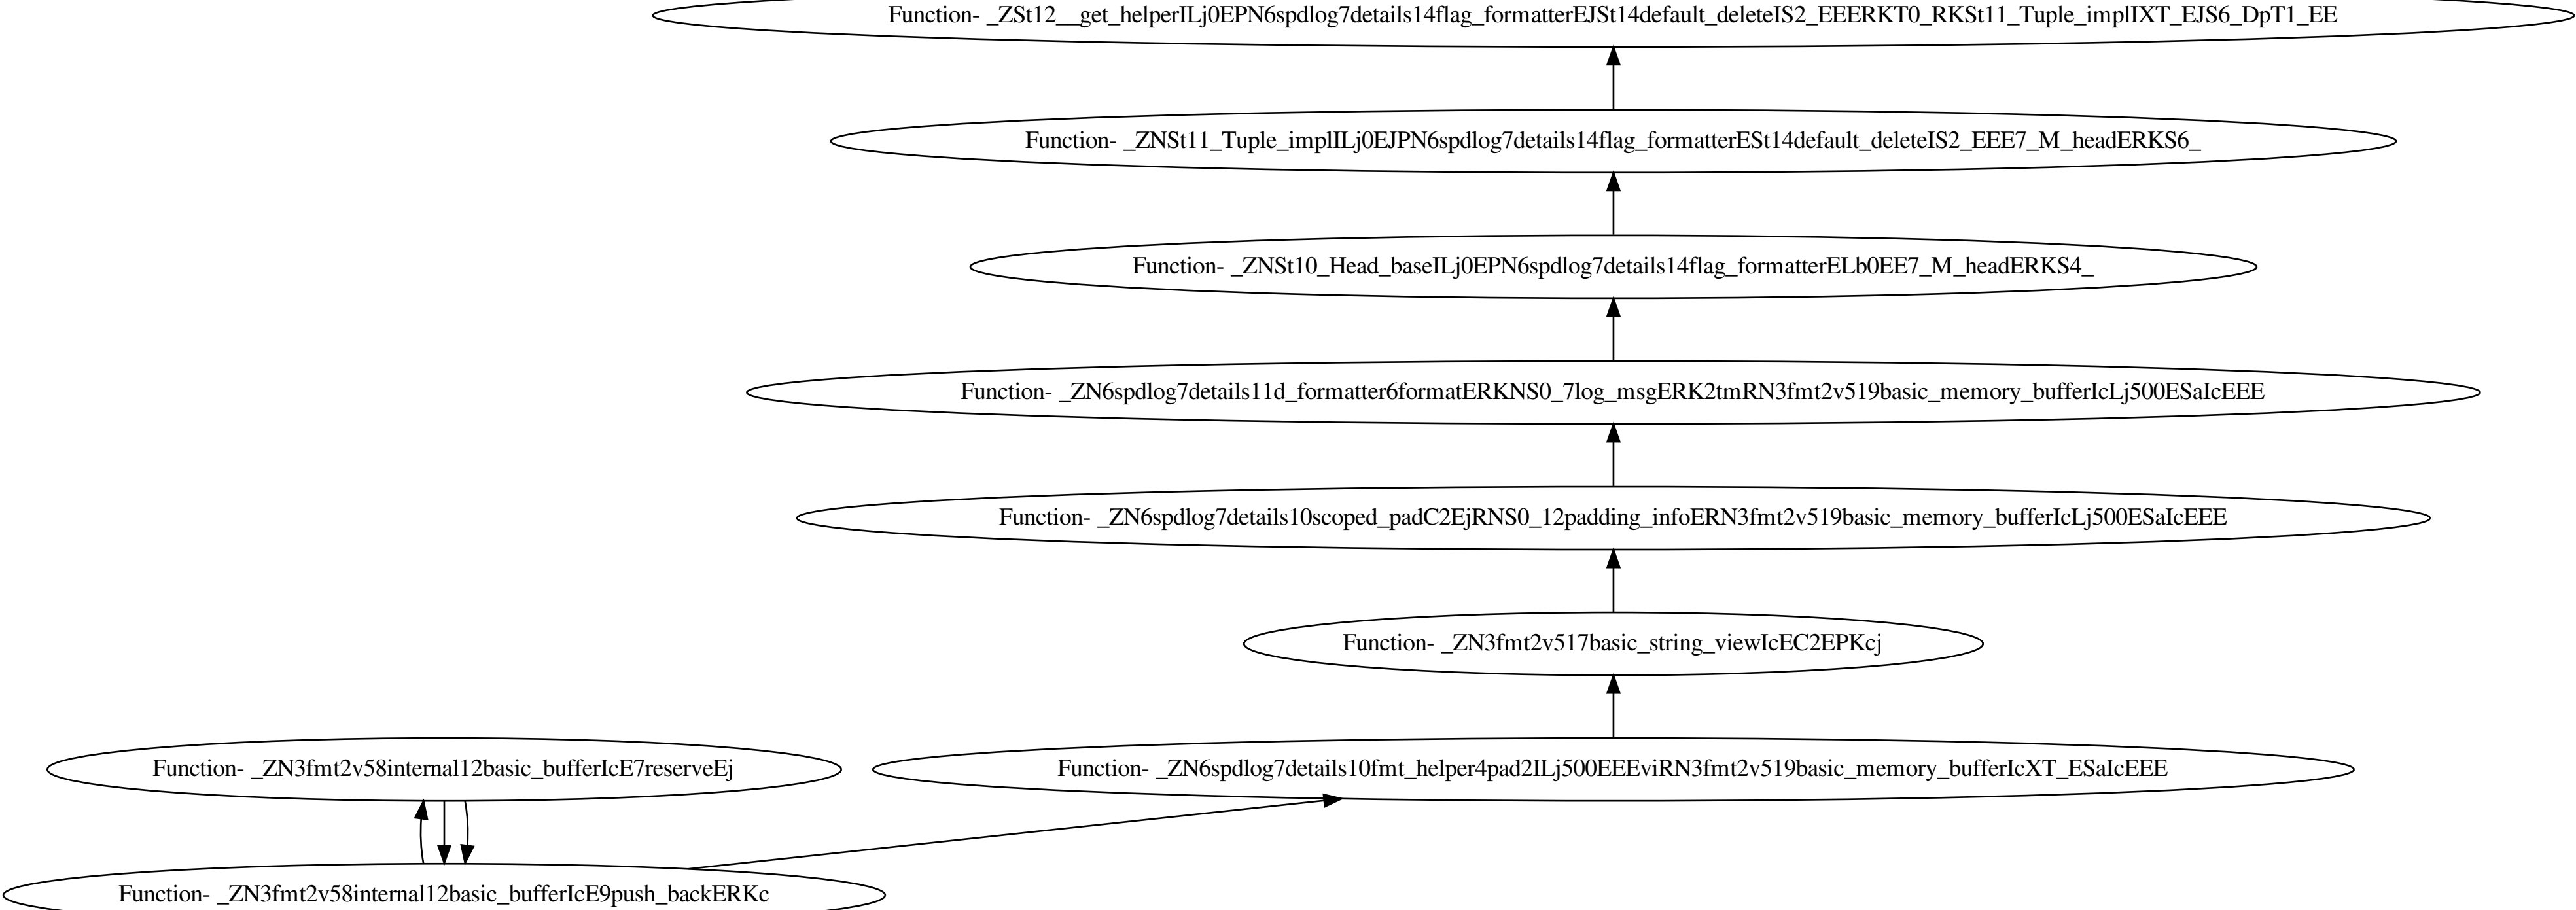 Function- _ZSt12__get_helperILj0EPN6spdlog7details14flag_formatterEJSt14default_deleteIS2_EEERKT0_RKSt11_Tuple_implIXT_EJS6_DpT1_EE
Function- _ZNSt11_Tuple_implILj0EJPN6spdlog7details14flag_formatterESt14default_deleteIS2_EEE7_M_headERKS6_
Function- _ZNSt10_Head_baseILj0EPN6spdlog7details14flag_formatterELb0EE7_M_headERKS4_
Function- _ZN6spdlog7details11d_formatter6formatERKNS0_7log_msgERK2tmRN3fmt2v519basic_memory_bufferIcLj500ESaIcEEE
Function- _ZN6spdlog7details10scoped_padC2EjRNS0_12padding_infoERN3fmt2v519basic_memory_bufferIcLj500ESaIcEEE
Function- _ZN3fmt2v517basic_string_viewIcEC2EPKcj
Function- _ZN3fmt2v58internal12basic_bufferIcE7reserveEj
Function- _ZN6spdlog7details10fmt_helper4pad2ILj500EEEviRN3fmt2v519basic_memory_bufferIcXT_ESaIcEEE
Function- _ZN3fmt2v58internal12basic_bufferIcE9push_backERKc